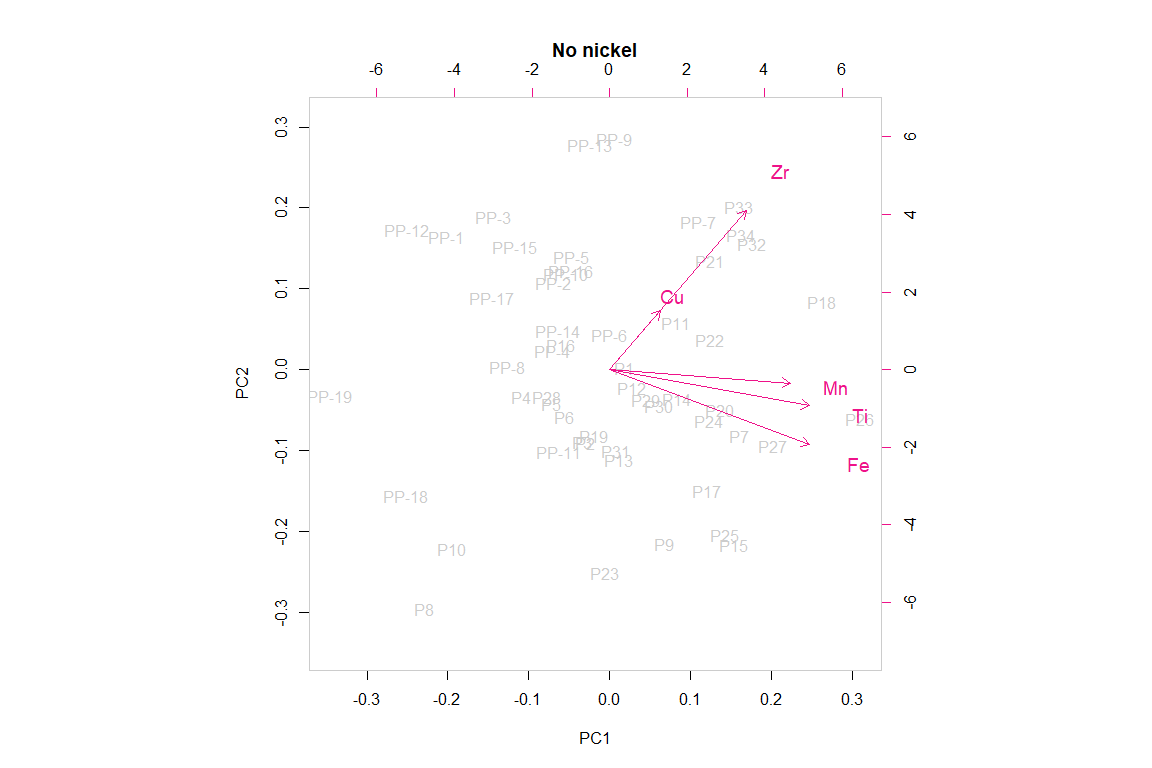 No nickel
-6 -4 -2 0 2 4 6
PP-9
PP-13
Zr
P33
PP-3
PP-7
PP-12
PP-1
P34
P32
PP-15
PP-5
P21
PP-16
PP-10
PP-2
Cu
PP-17
P18
P11
PP-14
PP-6
P22
P16
PP-4
PP-8
P1
P12
Mn
PP-19
P4
P28
P29
P14
P5
P30
P20
Ti
P6
P24
P26
P19
P7
P3
P2
P27
PP-11
P31
P13
Fe
P17
PP-18
P25
P9
P15
P10
P23
P8
0.3
0.2
0.1
0.0
-0.1
-0.2
-0.3
PC2
6
4
2
0
-2
-4
-6
-0.3 -0.2 -0.1 0.0 0.1 0.2 0.3
PC1